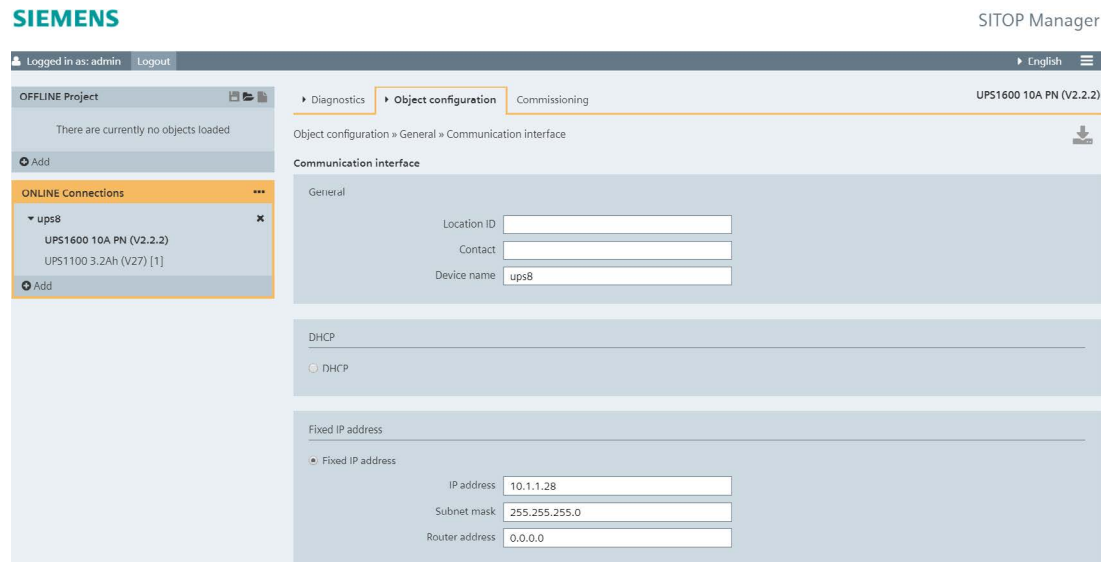 SIEMENS
SITOP Manager
Logged in as: admin Logout
English
OFFLINE Project
There are currently no objects loaded
Add
ONLINE Connections
ups8
UPS1600 10A PN (V2.2.2)
UPS1100 3.2Ah (V27) [1]
Add
Diagnostics Object configuration Commissioning
UPS1600 10A PN (V2.2.2)
Object configuration » General » Communication interface
Communication interface
General
Location ID
Contact
Device name ups8
DHCP
DHCP
Fixed IP address
Fixed IP address
IP address 10.1.1.28
Subnet mask 255.255.255.0
Router address 0.0.0.0